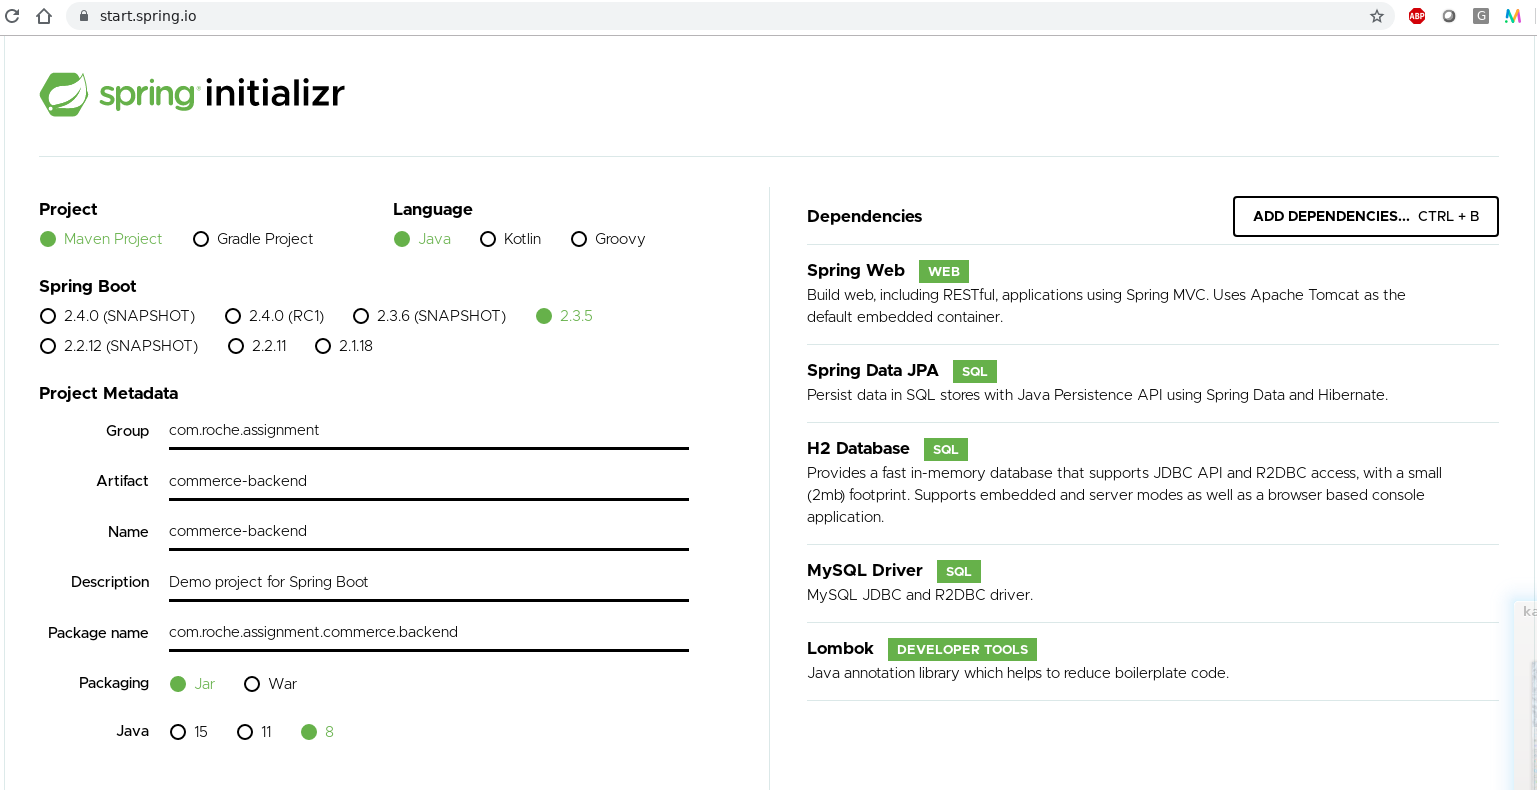 start.spring.io
ABP
G
spring initializr
Project
Maven Project Gradle Project
Language
Java Kotlin Groovy
Spring Boot
2.4.0 (SNAPSHOT) 2.4.0 (RC1) 2.3.6 (SNAPSHOT) 2.3.5
2.2.12 (SNAPSHOT) 2.2.11 2.1.18
Project Metadata
Group com.roche.assignment
Artifact commerce-backend
Name commerce-backend
Description Demo project for Spring Boot
Package name com.roche.assignment.commerce.backend
Packaging Jar War
Java 15 11 8
Dependencies
ADD DEPENDENCIES... CTRL + B
Spring Web WEB
Build web, including RESTful, applications using Spring MVC. Uses Apache Tomcat as the
default embedded container.
Spring Data JPA SQL
Persist data in SQL stores with Java Persistence API using Spring Data and Hibernate.
H2 Database SQL
Provides a fast in-memory database that supports JDBC API and R2DBC access, with a small
(2mb) footprint. Supports embedded and server modes as well as a browser based console
application.
MySQL Driver SQL
MySQL JDBC and R2DBC driver.
Lombok DEVELOPER TOOLS
Java annotation library which helps to reduce boilerplate code.